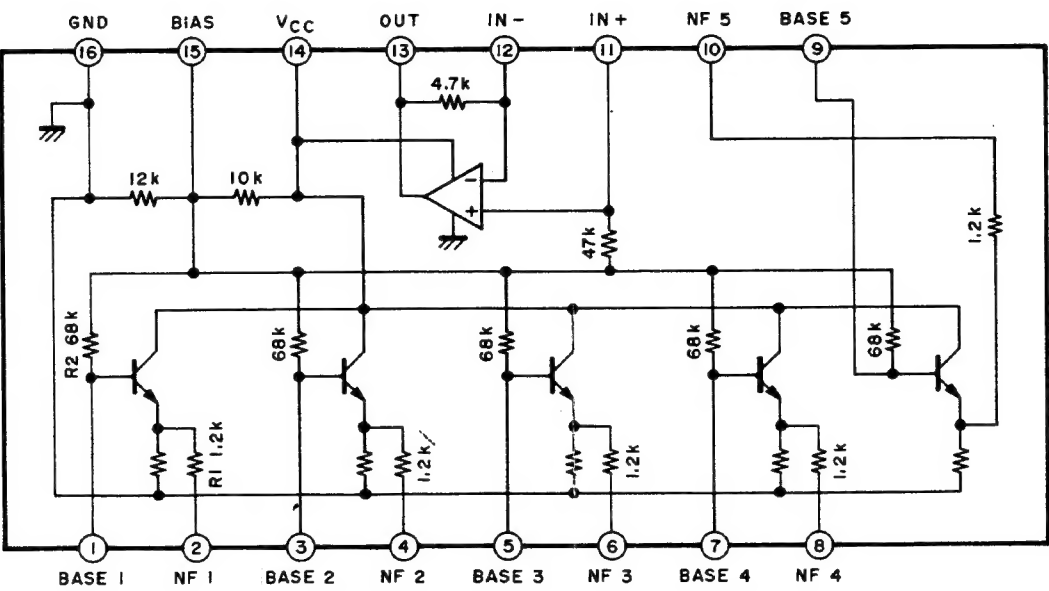 GND BIAS VCC OUT IN- IN+ NF 5 BASE 5
16 15 14 13 12 11 10 9
4.7k
12k 10k
- +
47k
1.2k
R2 68k 68k 68k 68k 68k
R1 1.2k 1.2k 1.2k 1.2k
1 2 3 4 5 6 7 8
BASE 1 NF 1 BASE 2 NF 2 BASE 3 NF 3 BASE 4 NF 4